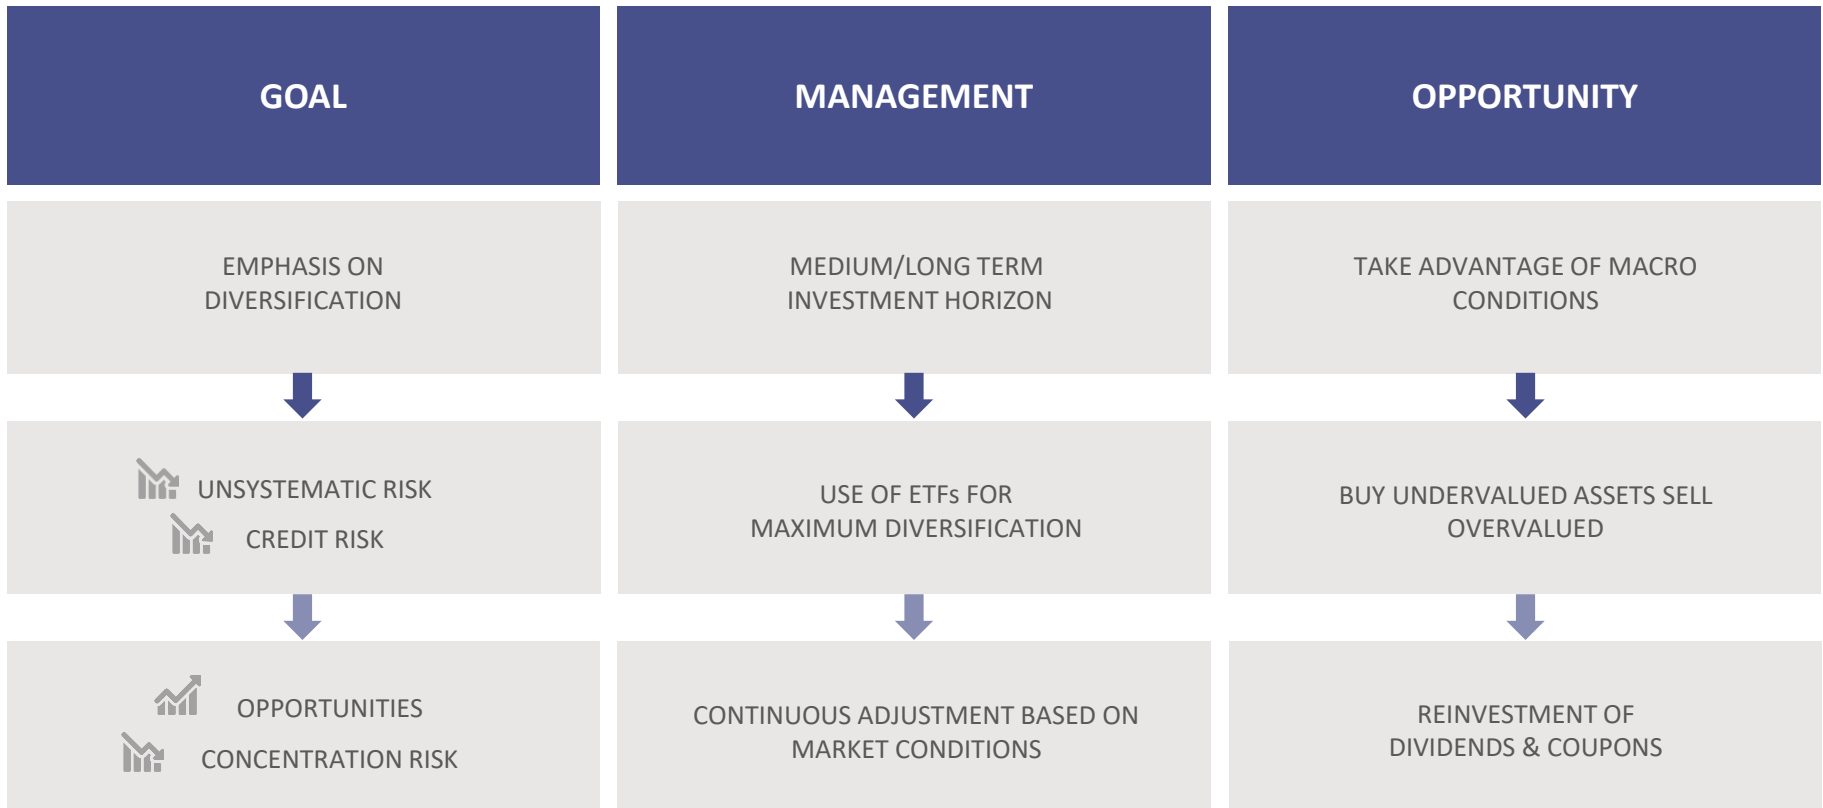 GOAL
MANAGEMENT
OPPORTUNITY
EMPHASIS ON
DIVERSIFICATION
MEDIUM/LONG TERM
INVESTMENT HORIZON
TAKE ADVANTAGE OF MACRO
CONDITIONS
UNSYSTEMATIC RISK
CREDIT RISK
USE OF ETFs FOR
MAXIMUM DIVERSIFICATION
BUY UNDERVALUED ASSETS SELL
OVERVALUED
OPPORTUNITIES
CONCENTRATION RISK
CONTINUOUS ADJUSTMENT BASED ON
MARKET CONDITIONS
REINVESTMENT OF
DIVIDENDS & COUPONS